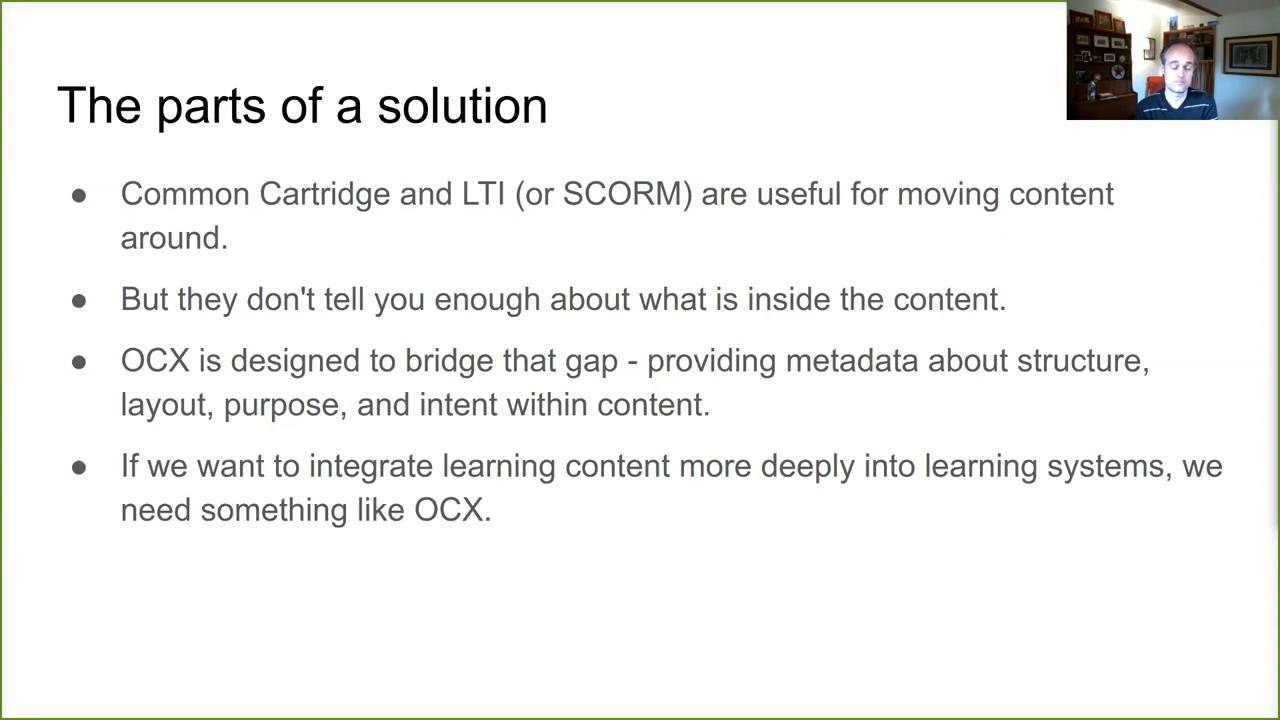 The parts of a solution
● Common Cartridge and LTI (or SCORM) are useful for moving content
around.
● But they don't tell you enough about what is inside the content.
● OCX is designed to bridge that gap - providing metadata about structure,
layout, purpose, and intent within content.
● If we want to integrate learning content more deeply into learning systems, we
need something like OCX.